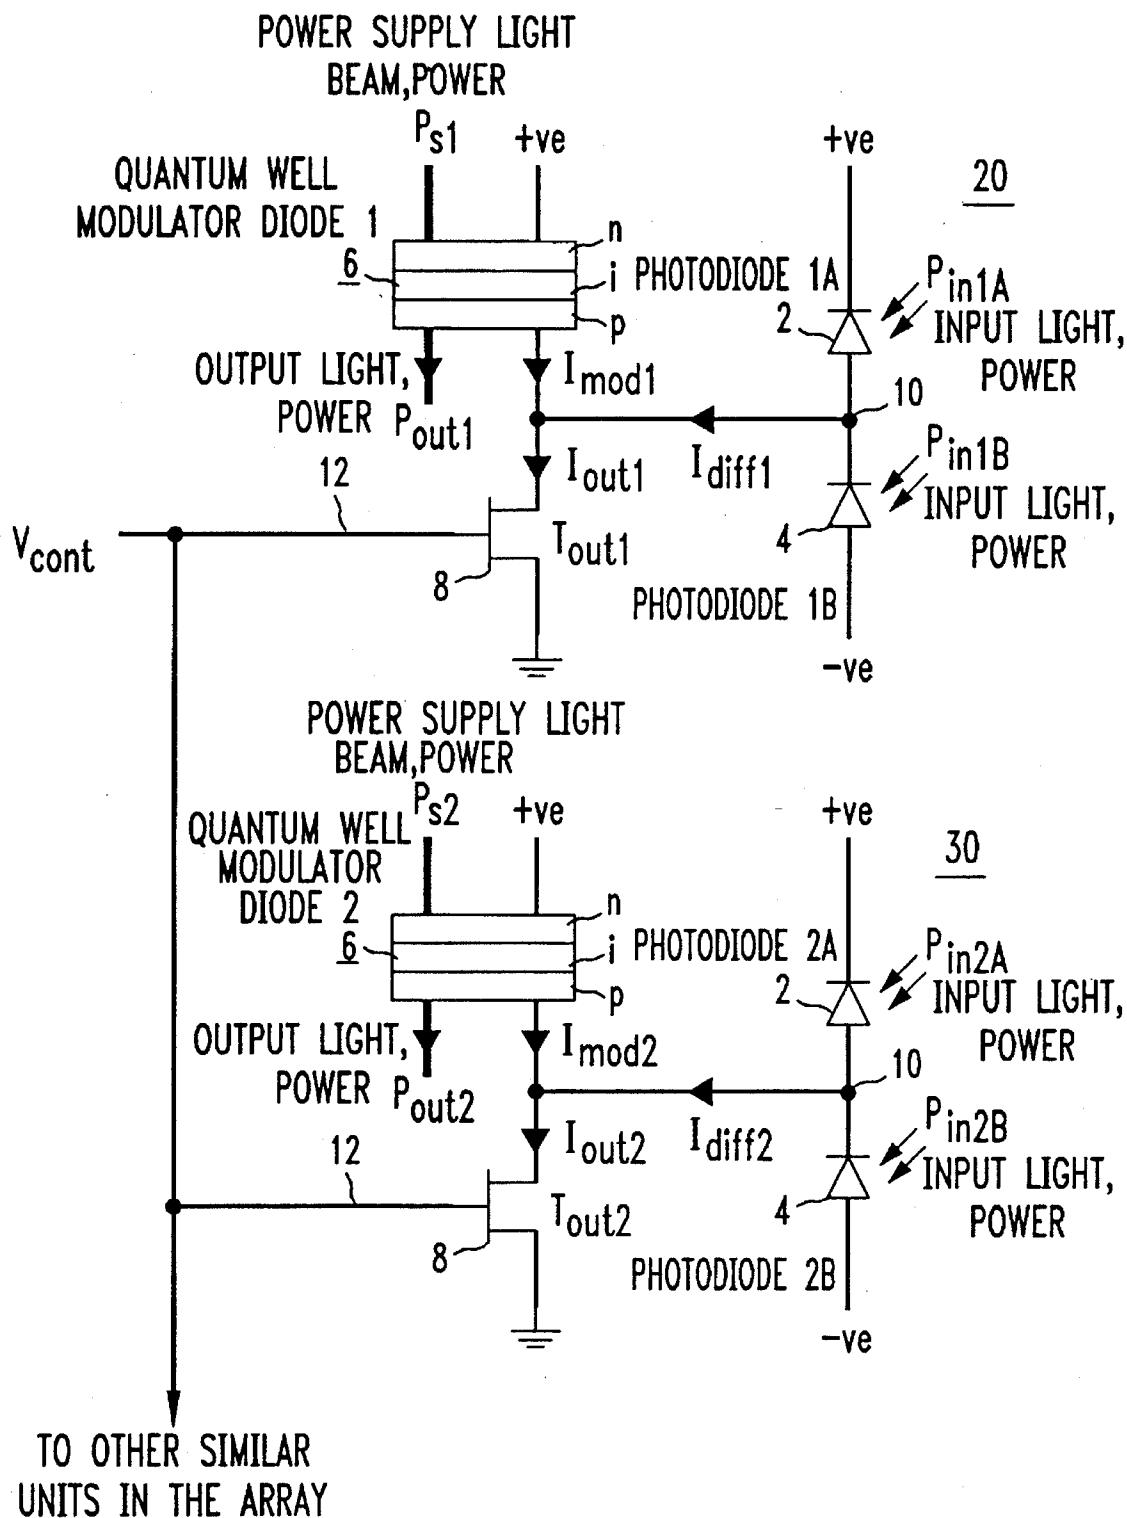 POWER SUPPLY LIGHT
BEAM,POWER
Ps1
+ve
+ve
20
QUANTUM WELL
MODULATOR DIODE 1
n
6
i
p
PHOTODIODE 1A
2
Pin1A
INPUT LIGHT,
POWER
OUTPUT LIGHT,
POWER Pout1
Imod1
10
Iout1
Idiff1
Pin1B
INPUT LIGHT,
POWER
12
Vcont
Tout1
8
4
PHOTODIODE 1B
-ve
POWER SUPPLY LIGHT
BEAM,POWER
Ps2
+ve
+ve
30
QUANTUM WELL
MODULATOR
DIODE 2
n
6
i
p
PHOTODIODE 2A
2
Pin2A
INPUT LIGHT,
POWER
OUTPUT LIGHT,
POWER Pout2
Imod2
10
Iout2
Idiff2
Pin2B
INPUT LIGHT,
POWER
12
Tout2
8
4
PHOTODIODE 2B
-ve
TO OTHER SIMILAR
UNITS IN THE ARRAY